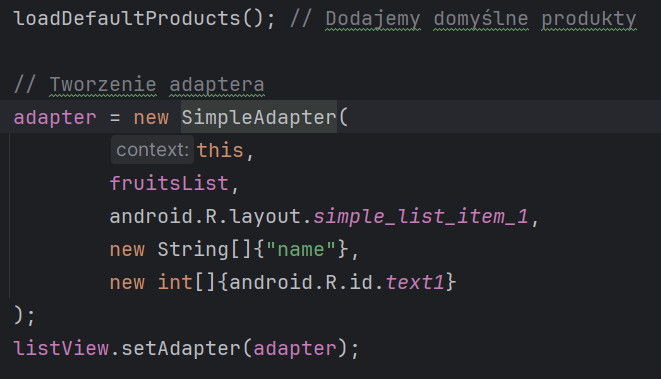 loadDefaultProducts(); // Dodajemy domyślne produkty
// Tworzenie adaptera
adapter = new SimpleAdapter(
context: this,
fruitsList,
android.R.layout.simple_list_item_1,
new String[]{"name"},
new int[]{android.R.id.text1}
);
listView.setAdapter(adapter);